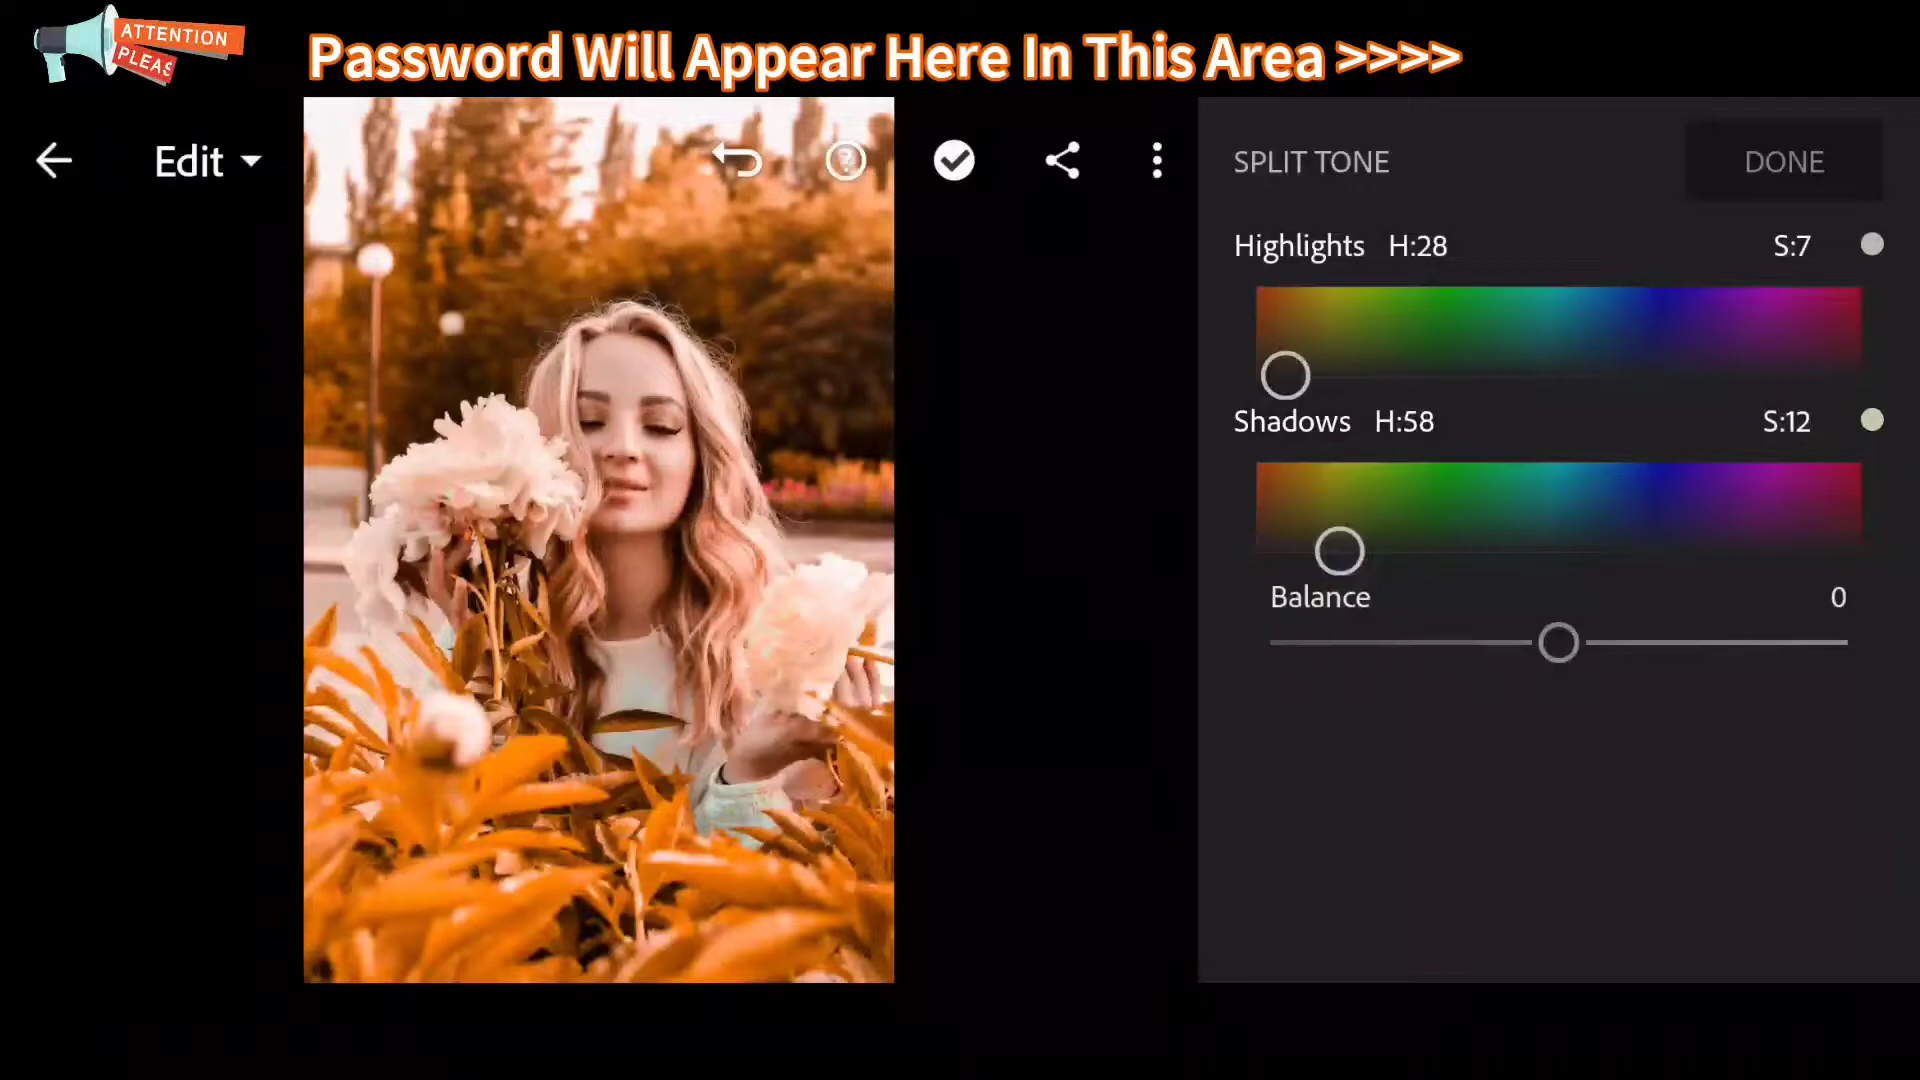 ATTENTION
PLEAS
Password Will Appear Here In This Area >>>>
Edit
SPLIT TONE
DONE
Highlights H:28 S:7
Shadows H:58 S:12
Balance 0